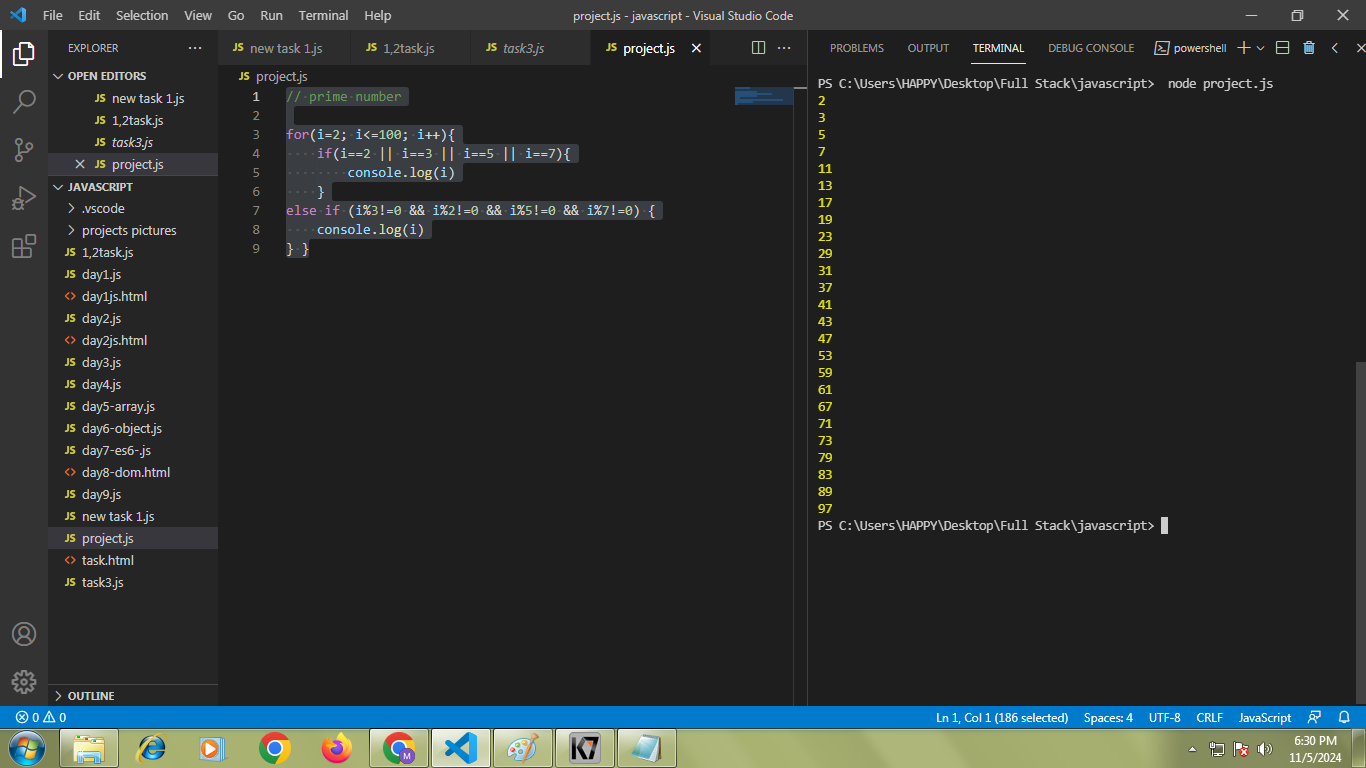 File Edit Selection View Go Run Terminal Help
project.js - javascript - Visual Studio Code
EXPLORER
OPEN EDITORS
JS new task 1.js
JS 1,2task.js
JS task3.js
JS project.js
JAVASCRIPT
.vscode
projects pictures
JS 1,2task.js
JS day1.js
<> day1js.html
JS day2.js
<> day2js.html
JS day3.js
JS day4.js
JS day5-array.js
JS day6-object.js
JS day7-es6-.js
<> day8-dom.html
JS day9.js
JS new task 1.js
JS project.js
<> task.html
JS task3.js
OUTLINE
JS new task 1.js JS 1,2task.js JS task3.js JS project.js
JS project.js
1 // prime number
2
3 for(i=2; i<=100; i++){
4 if(i==2 || i==3 || i==5 || i==7){
5 console.log(i)
6 }
7 else if (i%3!=0 && i%2!=0 && i%5!=0 && i%7!=0) {
8 console.log(i)
9 } }
PROBLEMS OUTPUT TERMINAL DEBUG CONSOLE powershell
PS C:\Users\HAPPY\Desktop\Full Stack\javascript> node project.js
2
3
5
7
11
13
17
19
23
29
31
37
41
43
47
53
59
61
67
71
73
79
83
89
97
PS C:\Users\HAPPY\Desktop\Full Stack\javascript>
0 0 Ln 1, Col 1 (186 selected) Spaces: 4 UTF-8 CRLF JavaScript
M K7
6:30 PM
11/5/2024